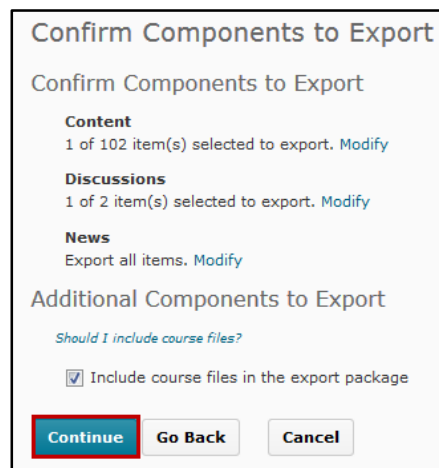 Confirm Components to Export
Confirm Components to Export
Content
1 of 102 item(s) selected to export. Modify
Discussions
1 of 2 item(s) selected to export. Modify
News
Export all items. Modify
Additional Components to Export
Should I include course files?
Include course files in the export package
Continue Go Back Cancel